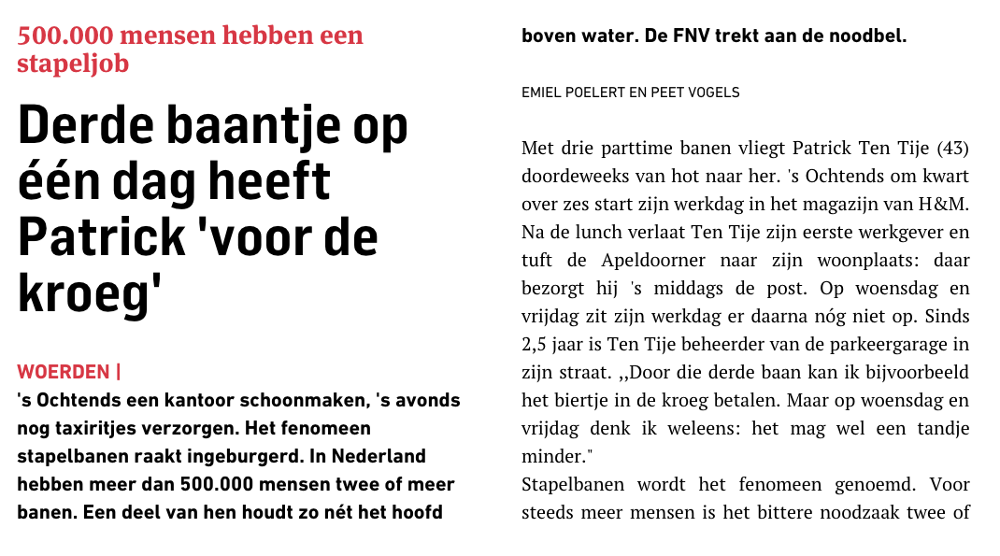 500.000 mensen hebben een
stapeljob
Derde baantje op
één dag heeft
Patrick 'voor de
kroeg'
WOERDEN |
's Ochtends een kantoor schoonmaken, 's avonds
nog taxiritjes verzorgen. Het fenomeen
stapelbanen raakt ingeburgerd. In Nederland
hebben meer dan 500.000 mensen twee of meer
banen. Een deel van hen houdt zo nét het hoofd
boven water. De FNV trekt aan de noodbel.
EMIEL POELERT EN PEET VOGELS
Met drie parttime banen vliegt Patrick Ten Tije (43)
doordeweeks van hot naar her. 's Ochtends om kwart
over zes start zijn werkdag in het magazijn van H&M.
Na de lunch verlaat Ten Tije zijn eerste werkgever en
tuft de Apeldoorner naar zijn woonplaats: daar
bezorgt hij 's middags de post. Op woensdag en
vrijdag zit zijn werkdag er daarna nóg niet op. Sinds
2,5 jaar is Ten Tije beheerder van de parkeergarage in
zijn straat. ,,Door die derde baan kan ik bijvoorbeeld
het biertje in de kroeg betalen. Maar op woensdag en
vrijdag denk ik weleens: het mag wel een tandje
minder."
Stapelbanen wordt het fenomeen genoemd. Voor
steeds meer mensen is het bittere noodzaak twee of